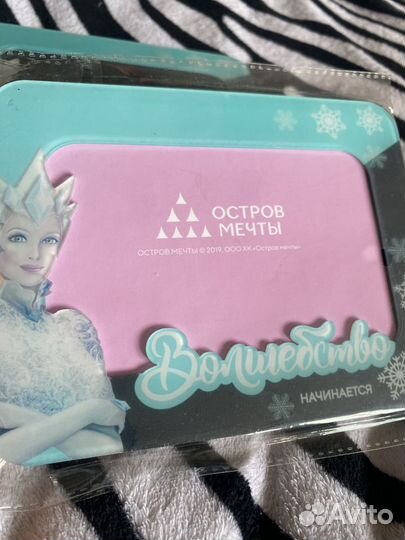 ОСТРОВ
МЕЧТЫ
ОСТРОВ МЕЧТЫ © 2019, ООО ХК «Остров мечты»
Волшебство
НАЧИНАЕТСЯ
Avito